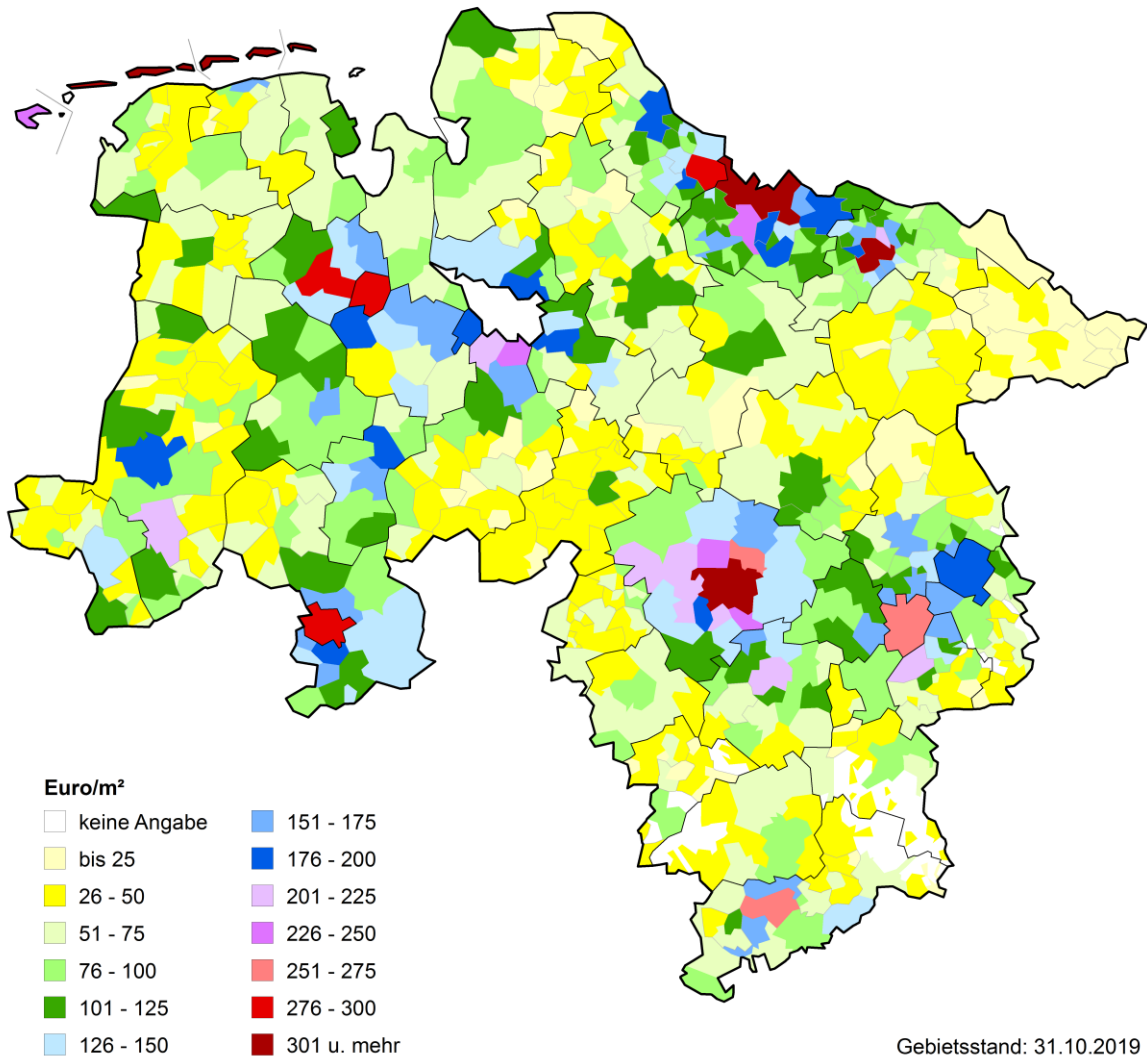 Euro/m²
keine Angabe
bis 25
26 - 50
51 - 75
76 - 100
101 - 125
126 - 150
151 - 175
176 - 200
201 - 225
226 - 250
251 - 275
276 - 300
301 u. mehr
Gebietsstand: 31.10.2019